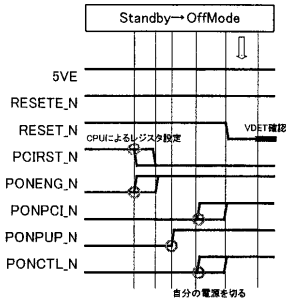 Standby→OffMode
5VE
RESETE_N
RESET_N
CPUによるレジスタ設定
VDET確認
PCIRST_N
PONENG_N
PONPCI_N
PONPUP_N
PONCTL_N
自分の電源を切る